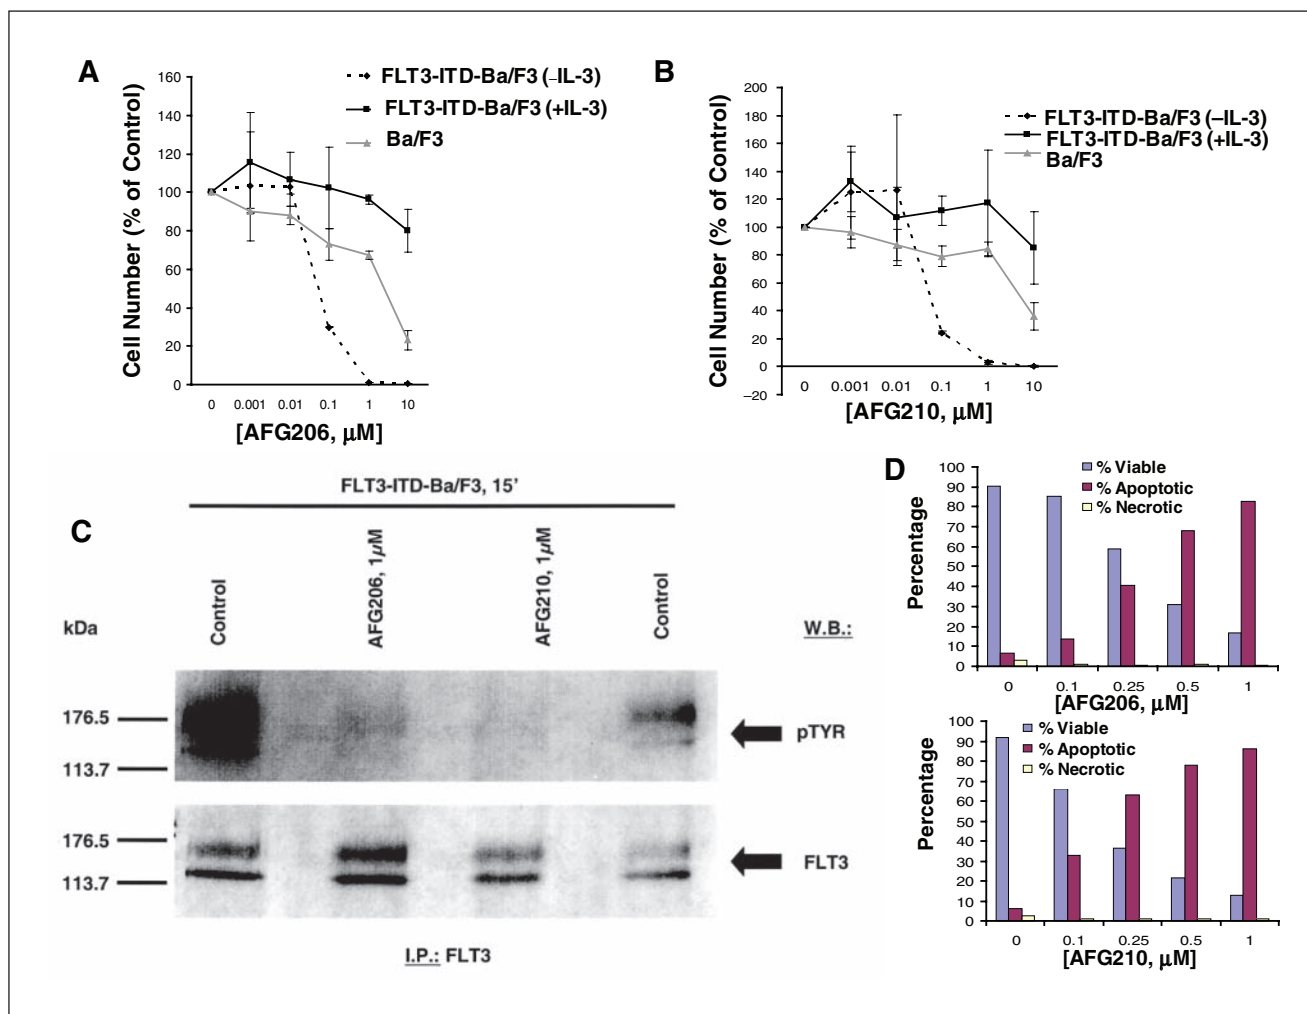 A
FLT3-ITD-Ba/F3 (–IL-3)
FLT3-ITD-Ba/F3 (+IL-3)
Ba/F3
Cell Number (% of Control)
160
140
120
100
80
60
40
20
0
0 0.001 0.01 0.1 1 10
[AFG206, µM]
B
FLT3-ITD-Ba/F3 (–IL-3)
FLT3-ITD-Ba/F3 (+IL-3)
Ba/F3
Cell Number (% of Control)
200
180
160
140
120
100
80
60
40
20
0
–20
0 0.001 0.01 0.1 1 10
[AFG210, µM]
C
FLT3-ITD-Ba/F3, 15'
kDa
Control
AFG206, 1µM
AFG210, 1µM
Control
W.B.:
176.5
113.7
pTYR
176.5
113.7
FLT3
I.P.: FLT3
D
% Viable
% Apoptotic
% Necrotic
Percentage
100
90
80
70
60
50
40
30
20
10
0
0 0.1 0.25 0.5 1
[AFG206, µM]
% Viable
% Apoptotic
% Necrotic
Percentage
100
90
80
70
60
50
40
30
20
10
0
0 0.1 0.25 0.5 1
[AFG210, µM]